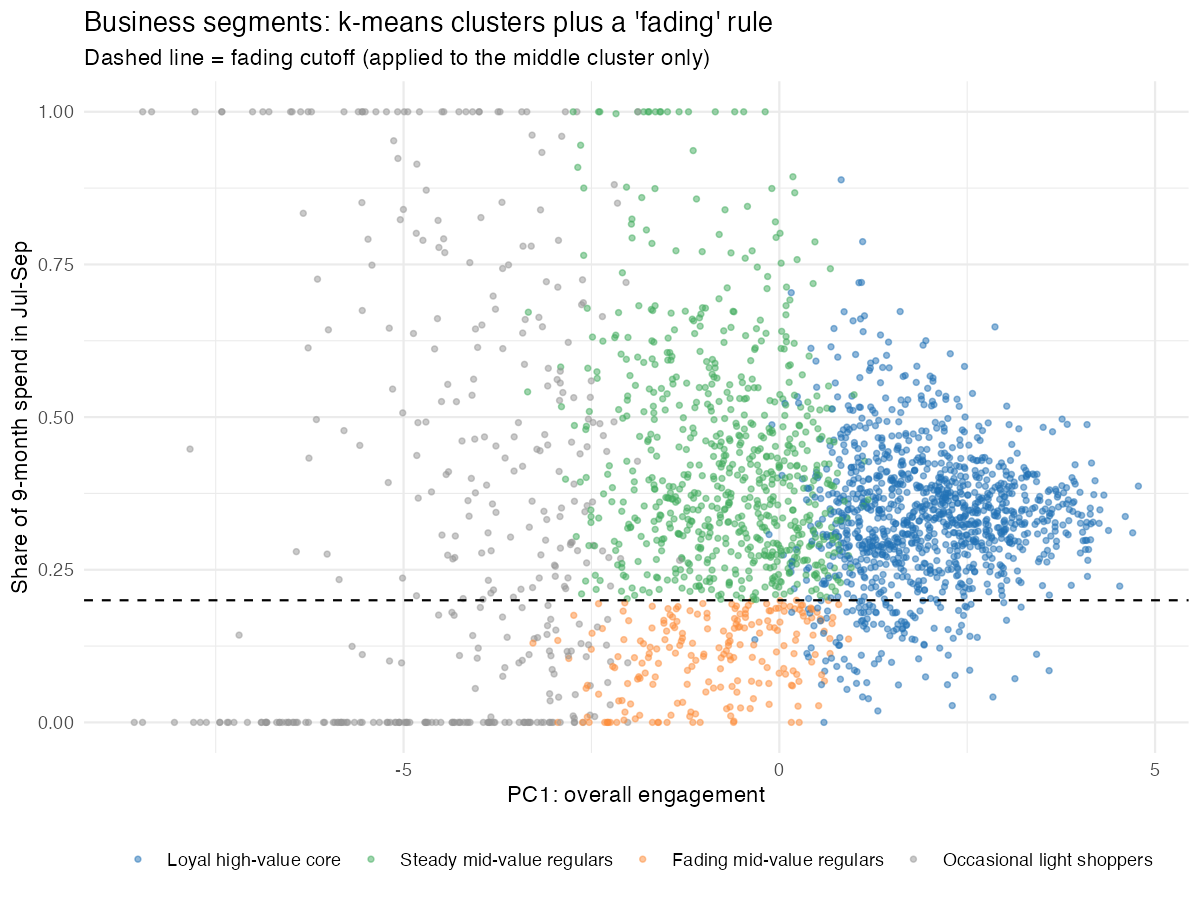 Business segments: k-means clusters plus a 'fading' rule
Dashed line = fading cutoff (applied to the middle cluster only)
Share of 9-month spend in Jul-Sep
1.00
0.75
0.50
0.25
0.00
-5
0
5
PC1: overall engagement
Loyal high-value core
Steady mid-value regulars
Fading mid-value regulars
Occasional light shoppers